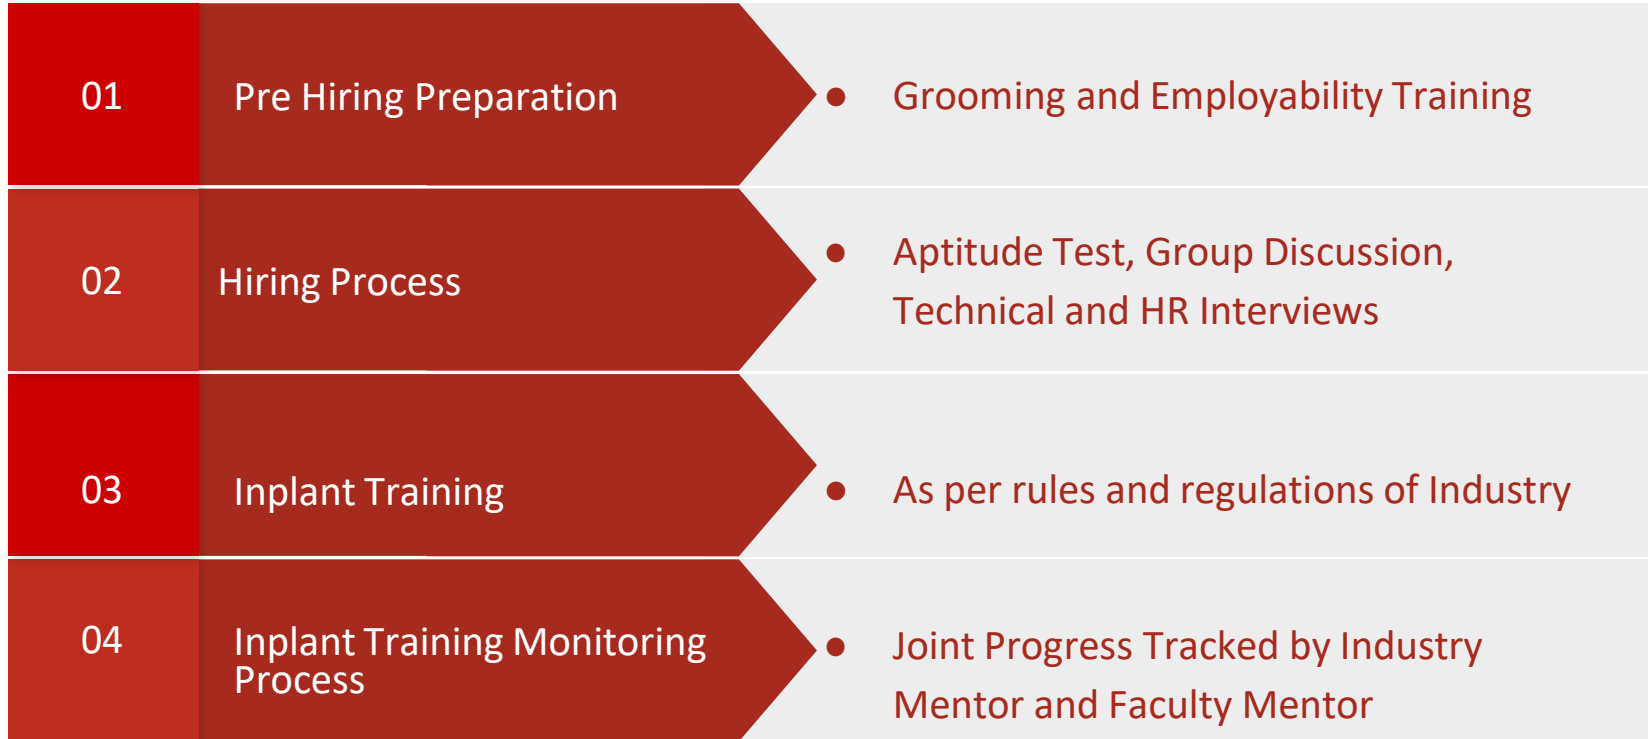 01
Pre Hiring Preparation
● Grooming and Employability Training
02
Hiring Process
● Aptitude Test, Group Discussion,
Technical and HR Interviews
03
Inplant Training
● As per rules and regulations of Industry
04
Inplant Training Monitoring
Process
● Joint Progress Tracked by Industry
Mentor and Faculty Mentor